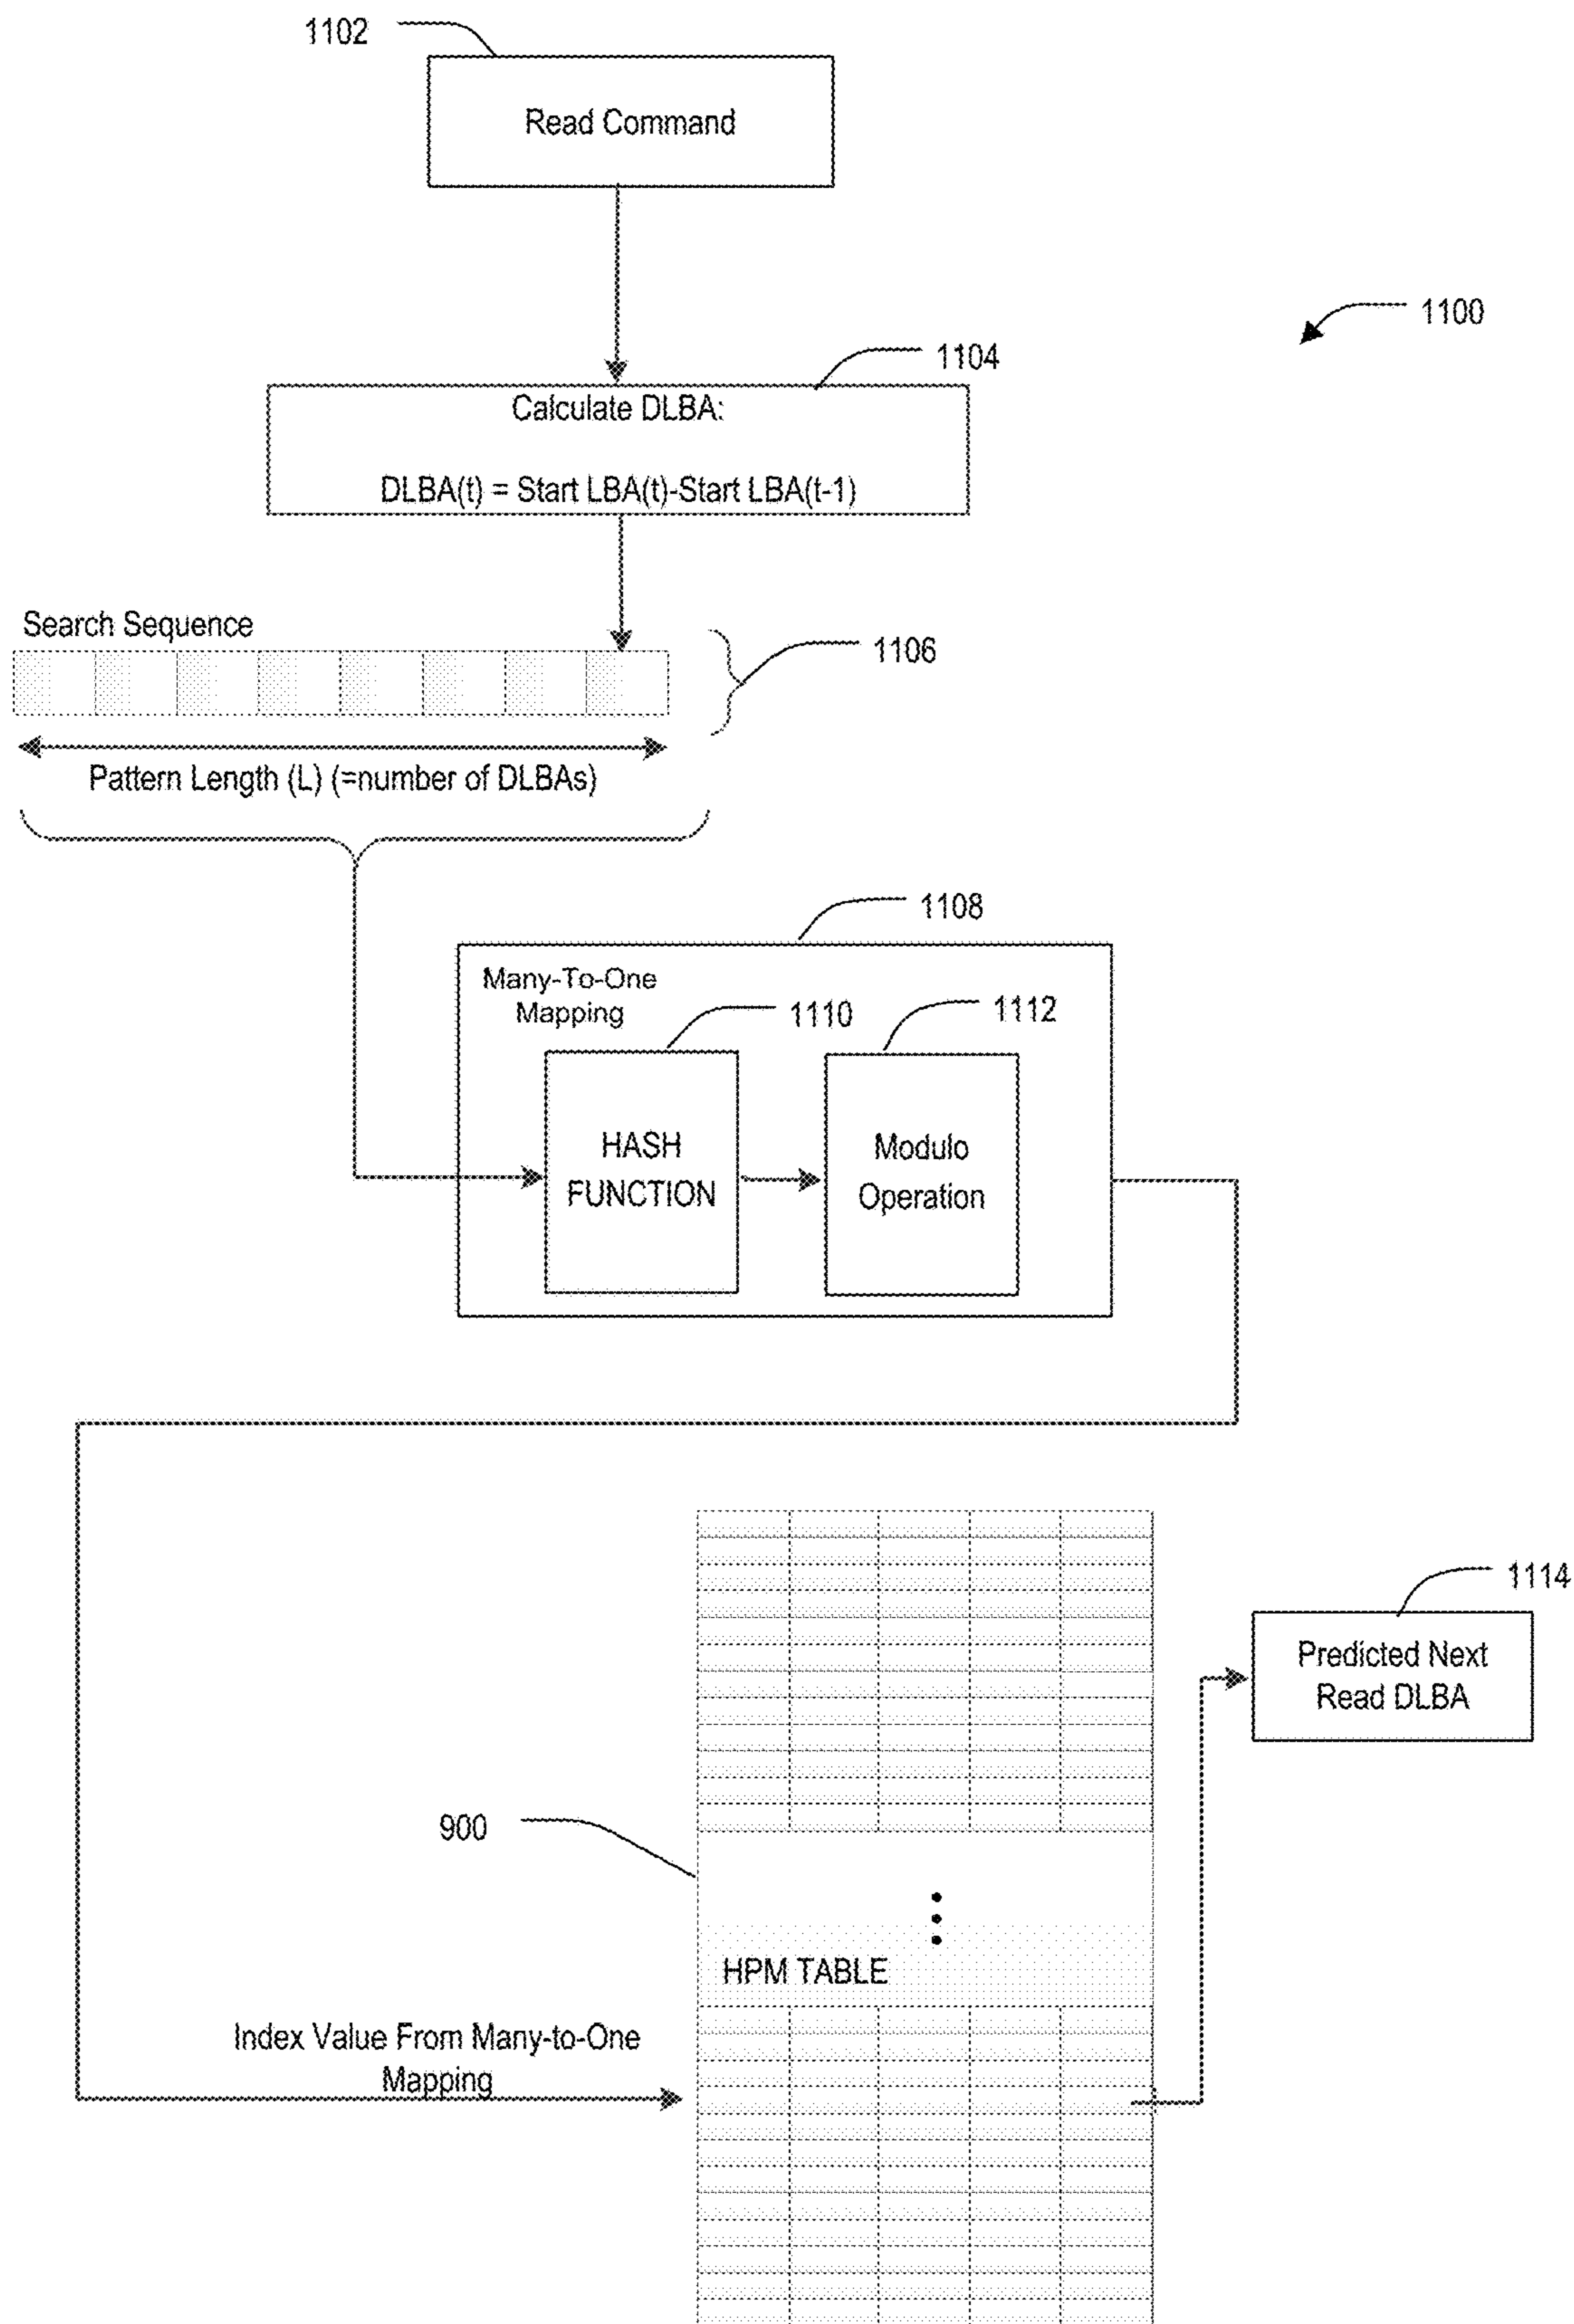 1102
Read Command
1100
1104
Calculate DLBA:
DLBA(t) = Start LBA(t)-Start LBA(t-1)
Search Sequence
1106
Pattern Length (L) (=number of DLBAs)
1108
Many-To-One
Mapping
1110
1112
HASH
FUNCTION
Modulo
Operation
1114
Predicted Next
Read DLBA
900
HPM TABLE
Index Value From Many-to-One
Mapping